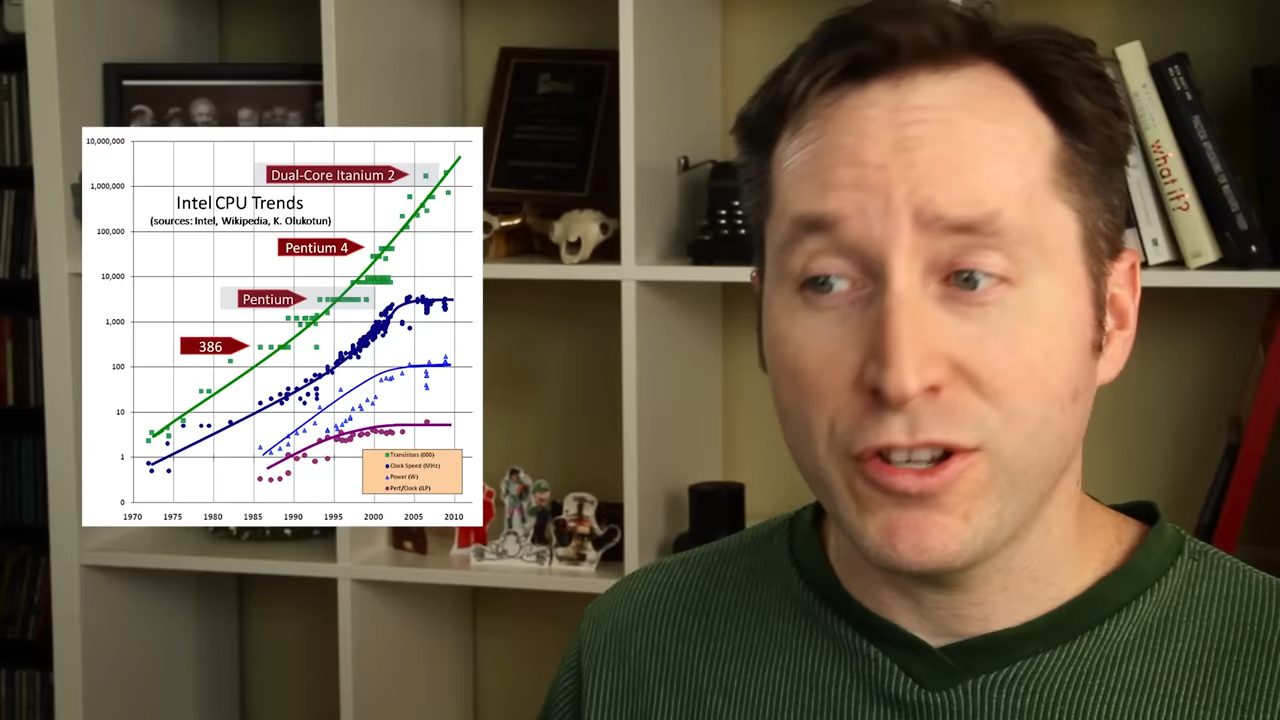 10,000,000
1,000,000
100,000
10,000
1,000
100
10
1
0
Intel CPU Trends
(sources: Intel, Wikipedia, K. Olukotun)
Dual-Core Itanium 2
Pentium 4
Pentium
386
Transistors (000)
Clock Speed (MHz)
Power (W)
Perf/Clock (ILP)
1970 1975 1980 1985 1990 1995 2000 2005 2010
what if?